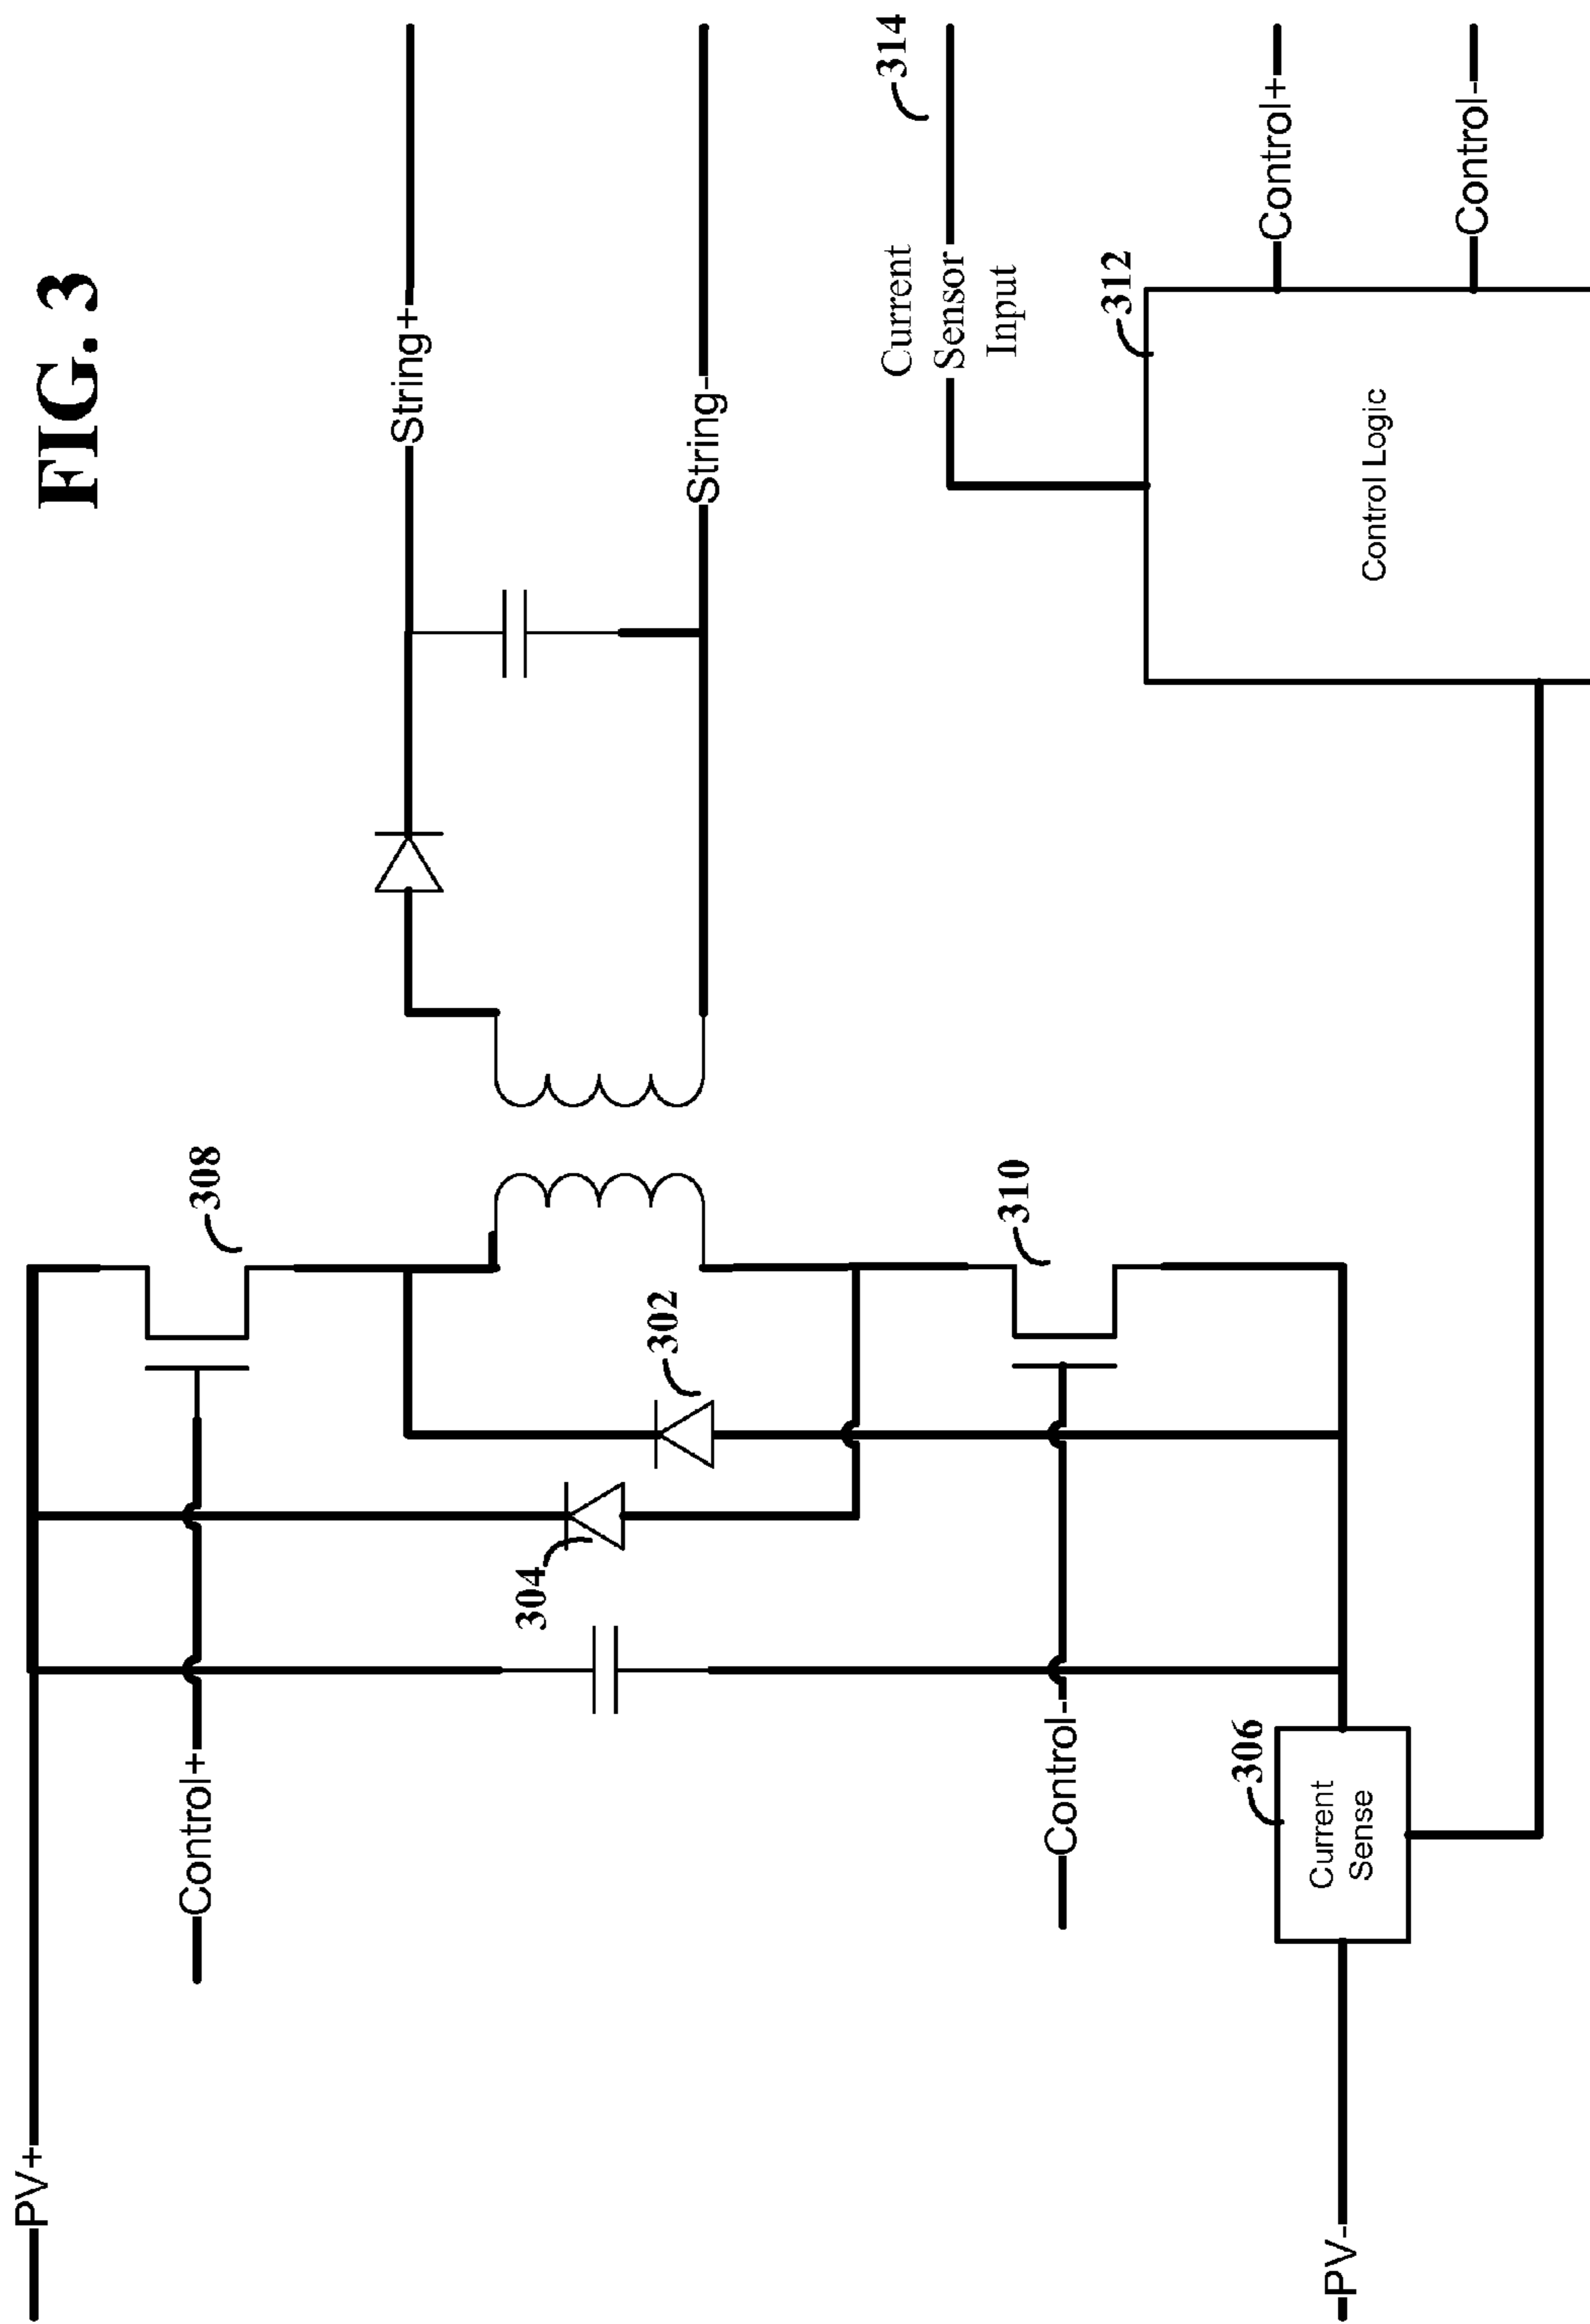 FIG. 3
PV+
Control+
308
String+
304
302
String-
310
Control-
Current
Sensor
Input
314
306
Current
Sense
312
Control Logic
Control+
Control-
PV-